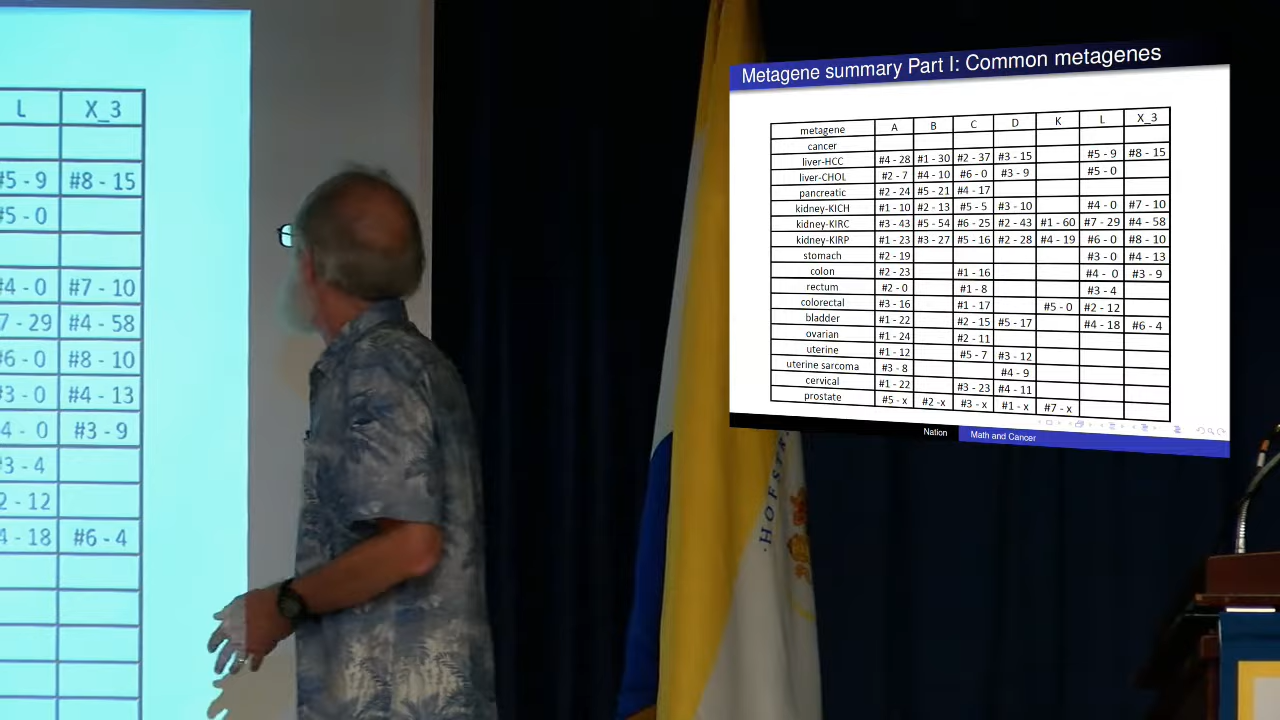 L X_3
#5 - 9 #8 - 15
#5 - 0
#4 - 0 #7 - 10
7 - 29 #4 - 58
#6 - 0 #8 - 10
#3 - 0 #4 - 13
4 - 0 #3 - 9
#3 - 4
2 - 12
4 - 18 #6 - 4
Metagene summary Part I: Common metagenes
metagene A B C D K L X_3
cancer
liver-HCC #4 - 28 #1 - 30 #2 - 37 #3 - 15 #5 - 9 #8 - 15
liver-CHOL #2 - 7 #4 - 10 #6 - 0 #3 - 9 #5 - 0
pancreatic #2 - 24 #5 - 21 #4 - 17
kidney-KICH #1 - 10 #2 - 13 #5 - 5 #3 - 10 #4 - 0 #7 - 10
kidney-KIRC #3 - 43 #5 - 54 #6 - 25 #2 - 43 #1 - 60 #7 - 29 #4 - 58
kidney-KIRP #1 - 23 #3 - 27 #5 - 16 #2 - 28 #4 - 19 #6 - 0 #8 - 10
stomach #2 - 19 #3 - 0 #4 - 13
colon #2 - 23 #1 - 16 #4 - 0 #3 - 9
rectum #2 - 0 #1 - 8 #3 - 4
colorectal #3 - 16 #1 - 17 #5 - 0 #2 - 12
bladder #1 - 22 #2 - 15 #5 - 17 #4 - 18 #6 - 4
ovarian #1 - 24 #2 - 11
uterine #1 - 12 #5 - 7 #3 - 12
uterine sarcoma #3 - 8 #4 - 9
cervical #1 - 22 #3 - 23 #4 - 11
prostate #5 - x #2 -x #3 - x #1 - x #7 - x
Nation Math and Cancer
·HOFSTR